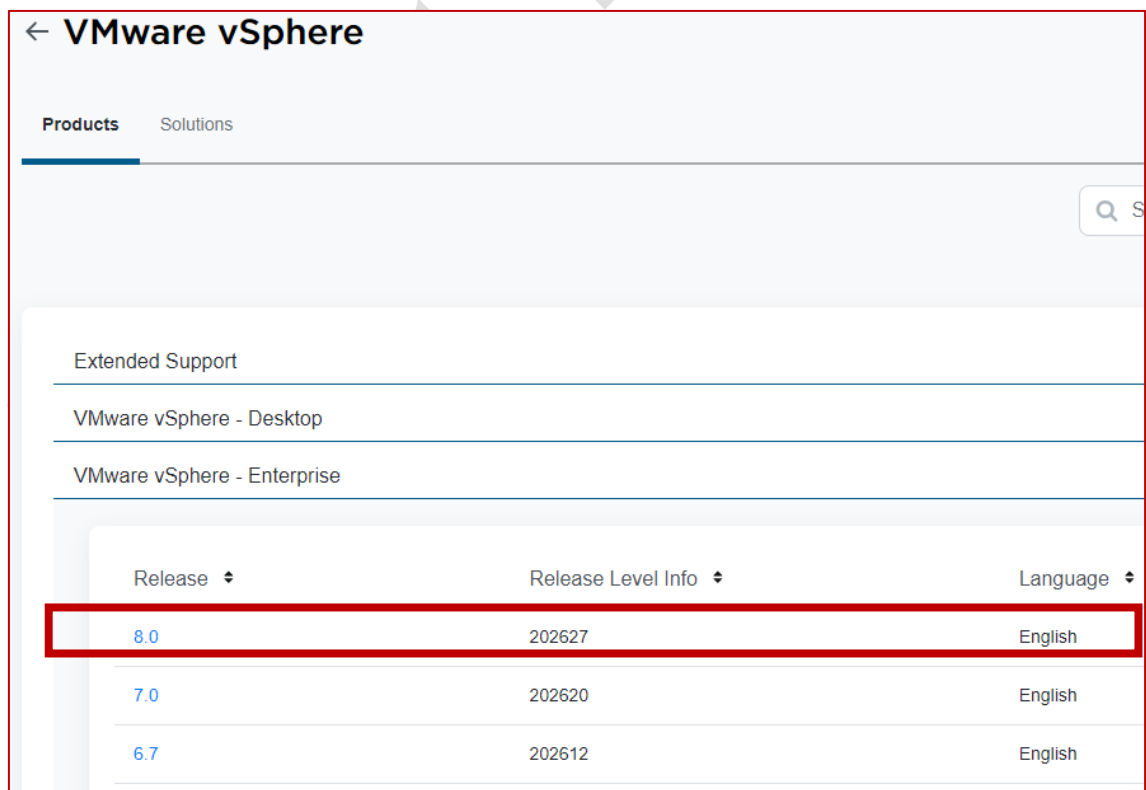 ← VMware vSphere
Products Solutions
Extended Support
VMware vSphere - Desktop
VMware vSphere - Enterprise
Release Release Level Info Language
8.0 202627 English
7.0 202620 English
6.7 202612 English